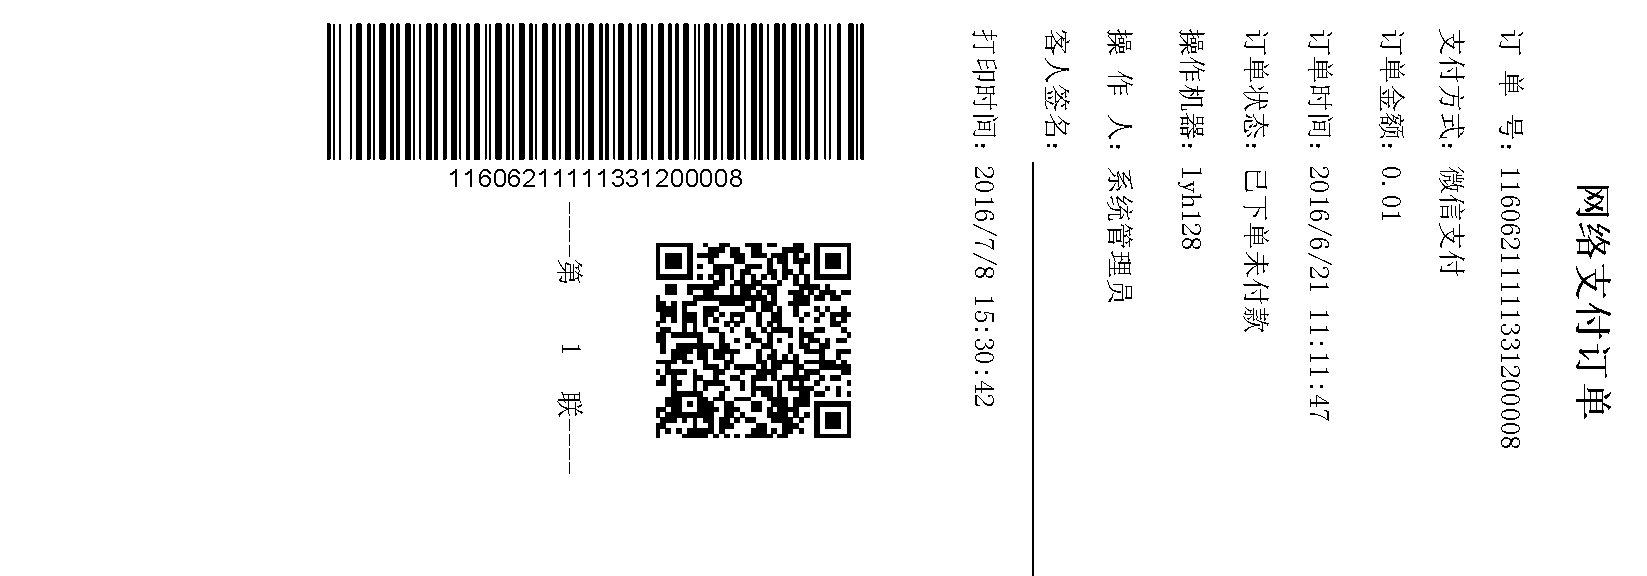 网络支付订单
订 单 号: 11606211111331200008
支付方式: 微信支付
订单金额: 0.01
订单时间: 2016/6/21 11:11:47
订单状态: 已下单未付款
操作机器: lyh128
操 作 人: 系统管理员
客人签名:
打印时间: 2016/7/8 15:30:42
11606211111331200008
-----第 1 联-----